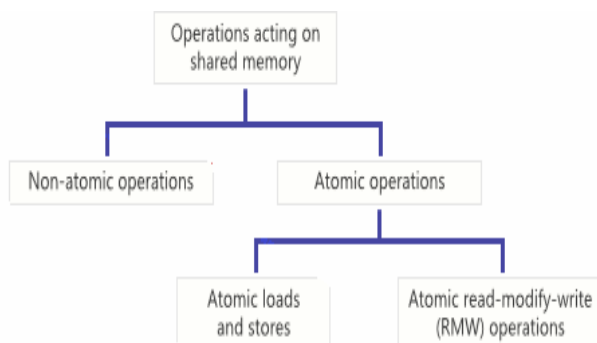 Operations acting on
shared memory
Non-atomic operations
Atomic operations
Atomic loads
and stores
Atomic read-modify-write
(RMW) operations